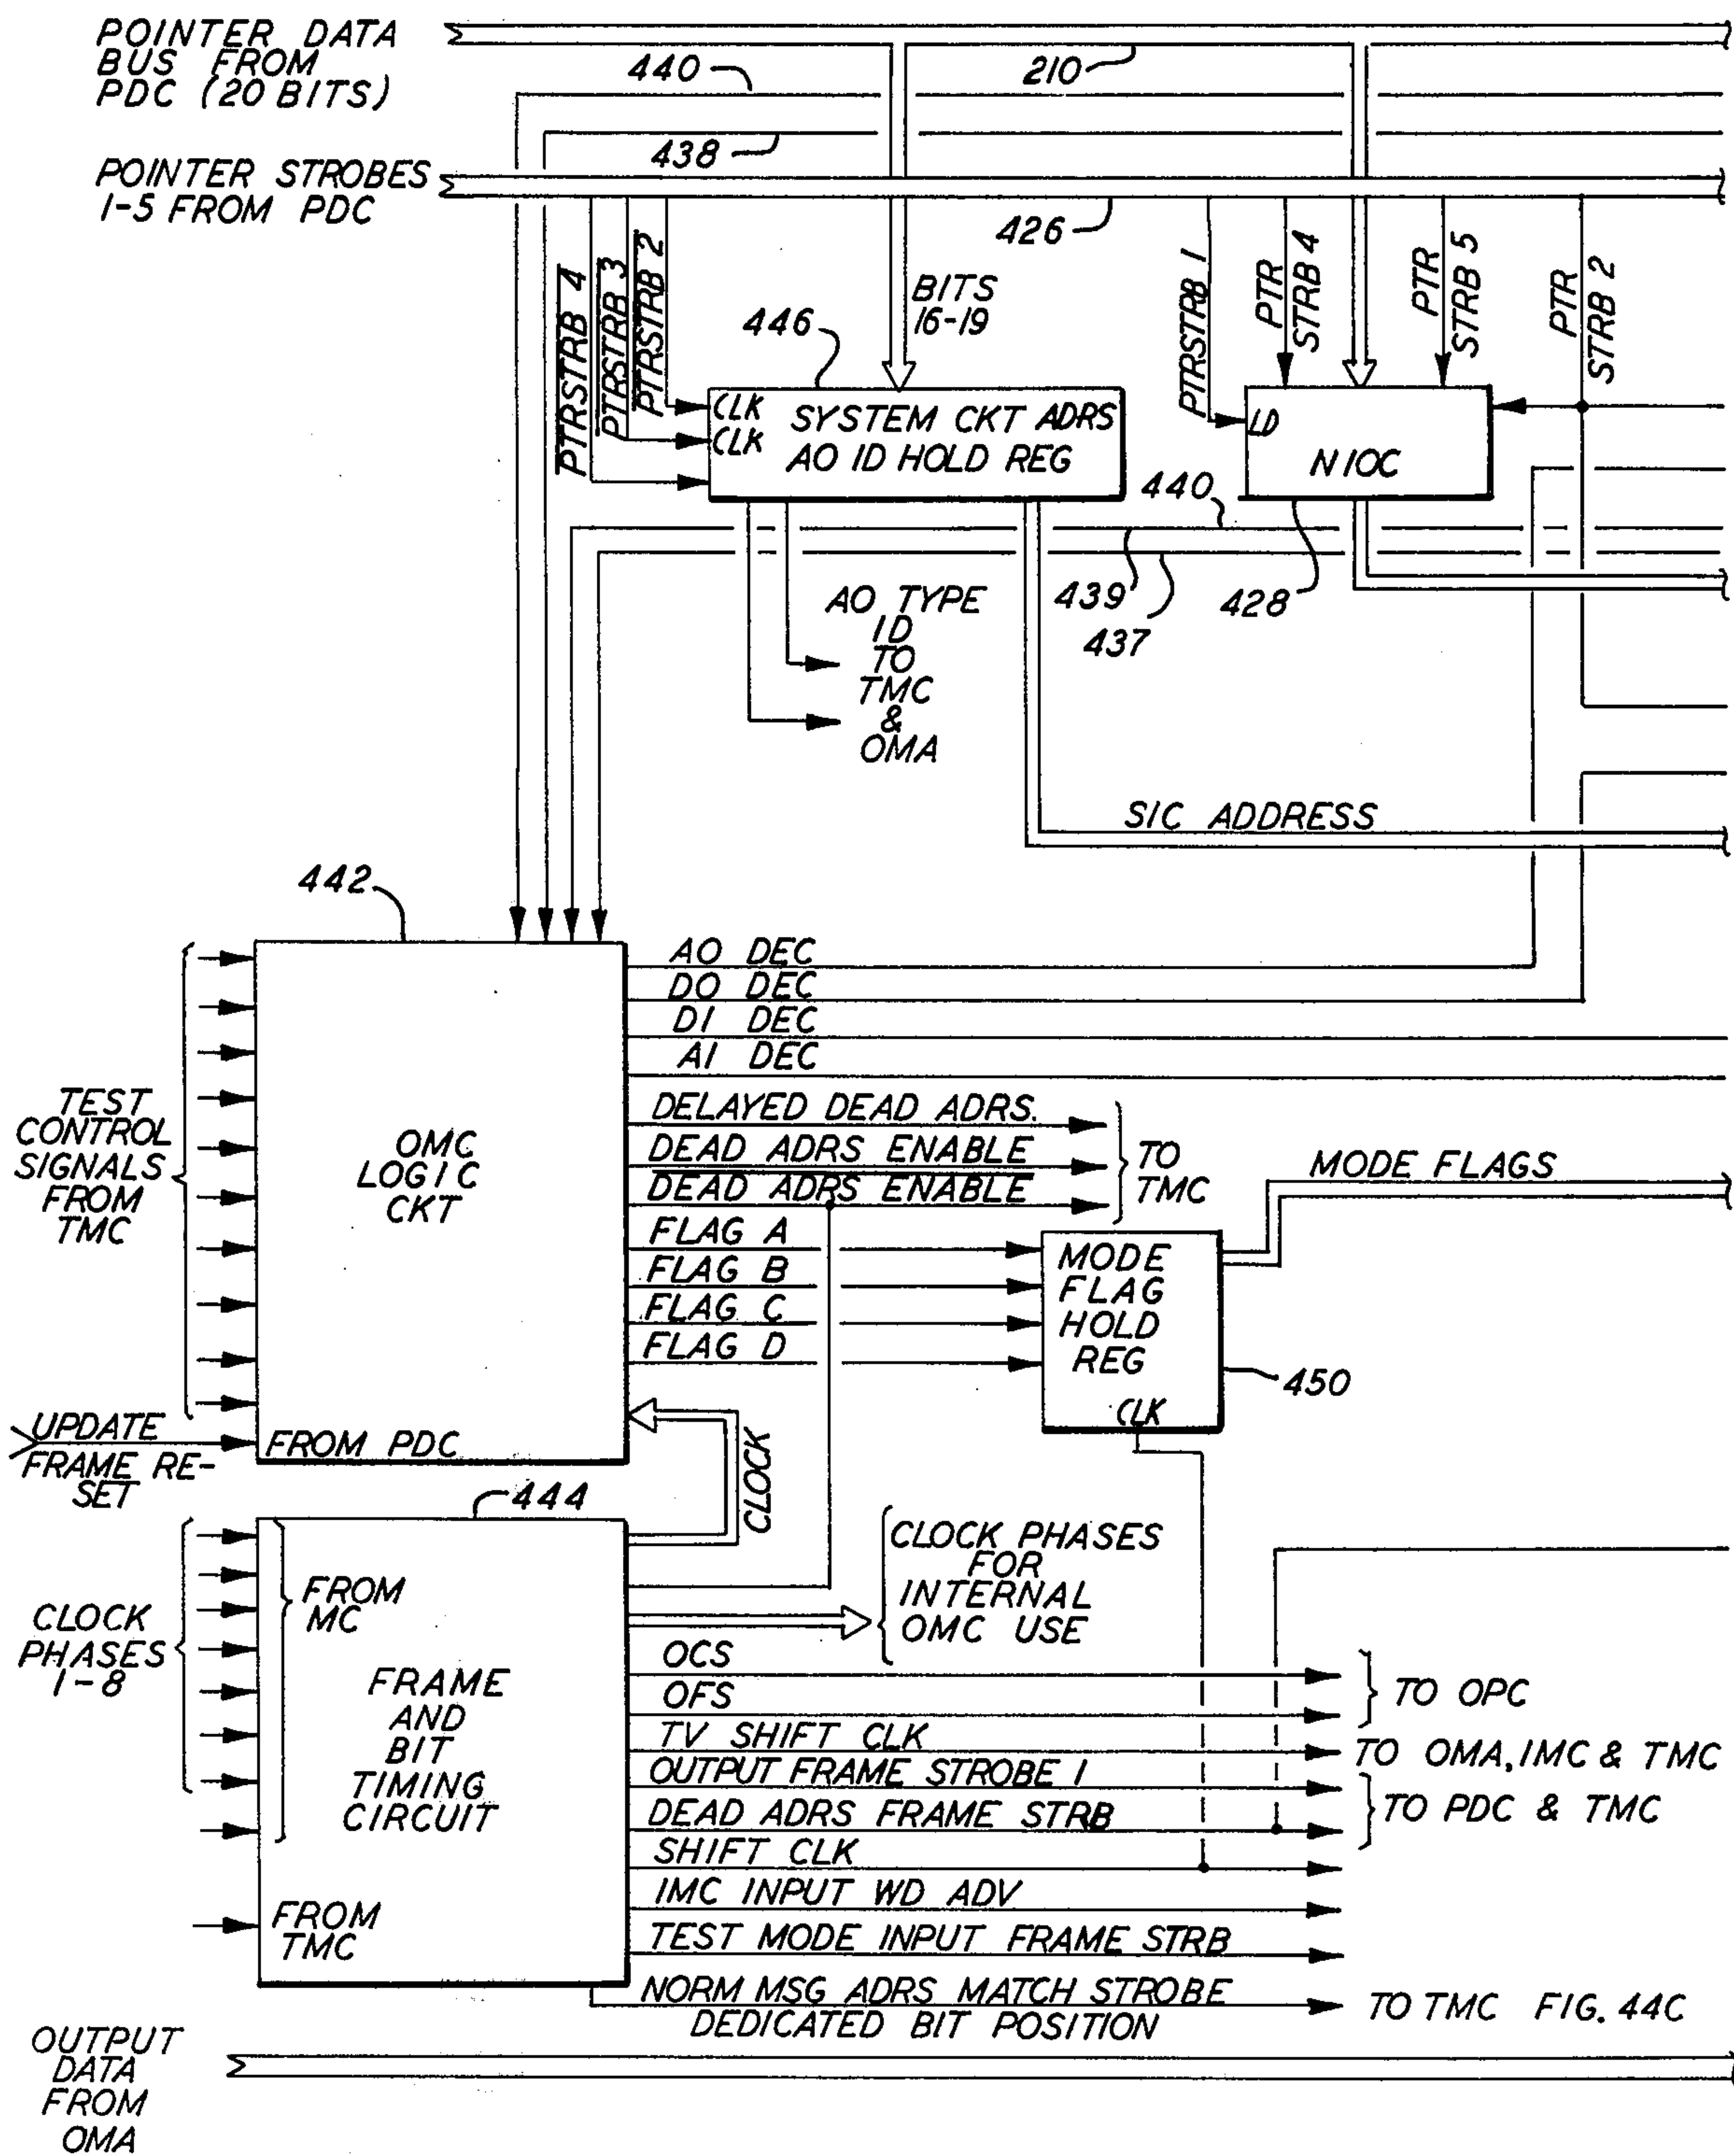 POINTER DATA
BUS FROM
PDC (20 BITS)
440
210
438
POINTER STROBES
1-5 FROM PDC
426
PTRSTRB 4
PTRSTRB 3
PTRSTRB 2
BITS
16-19
446
PTRSTRB 1
PTR
STRB 4
PTR
STRB 5
PTR
STRB 2
CLK
CLK
SYSTEM CKT ADRS
AO ID HOLD REG
LD
NIOC
440
439
437
428
AO TYPE
ID
TO
TMC
&
OMA
SIC ADDRESS
442
TEST
CONTROL
SIGNALS
FROM
TMC
OMC
LOGIC
CKT
AO DEC
DO DEC
DI DEC
AI DEC
DELAYED DEAD ADRS.
DEAD ADRS ENABLE
DEAD ADRS ENABLE
TO
TMC
FLAG A
FLAG B
FLAG C
FLAG D
MODE
FLAG
HOLD
REG
CLK
MODE FLAGS
450
UPDATE
FRAME RE-
SET
FROM PDC
CLOCK
444
CLOCK
PHASES
1-8
FROM
MC
FRAME
AND
BIT
TIMING
CIRCUIT
FROM
TMC
CLOCK PHASES
FOR
INTERNAL
OMC USE
OCS
OFS
TO OPC
TV SHIFT CLK
TO OMA, IMC & TMC
OUTPUT FRAME STROBE 1
DEAD ADRS FRAME STRB
TO PDC & TMC
SHIFT CLK
IMC INPUT WD ADV
TEST MODE INPUT FRAME STRB
NORM MSG ADRS MATCH STROBE
DEDICATED BIT POSITION
TO TMC FIG. 44C
OUTPUT
DATA
FROM
OMA